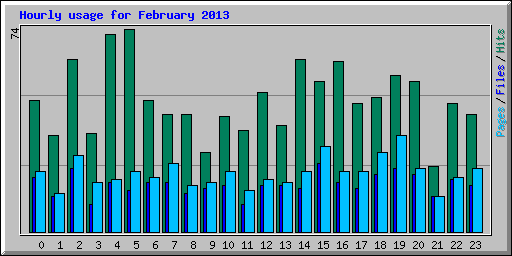 Hourly usage for February 2013
74
Pages / Files / Hits
0 1 2 3 4 5 6 7 8 9 10 11 12 13 14 15 16 17 18 19 20 21 22 23